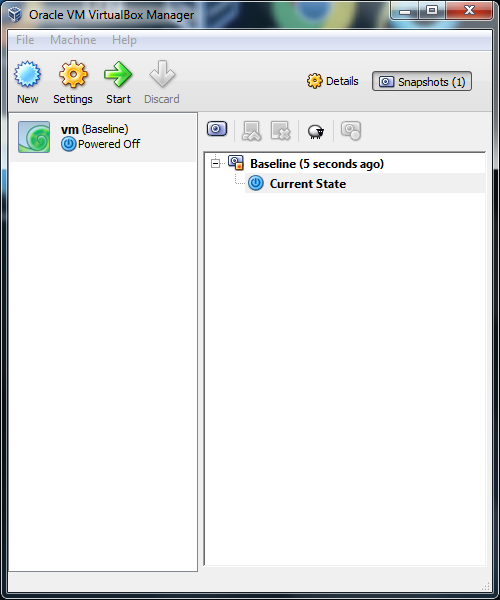 Oracle VM VirtualBox Manager
File Machine Help
New Settings Start Discard
Details Snapshots (1)
vm (Baseline)
Powered Off
Baseline (5 seconds ago)
Current State